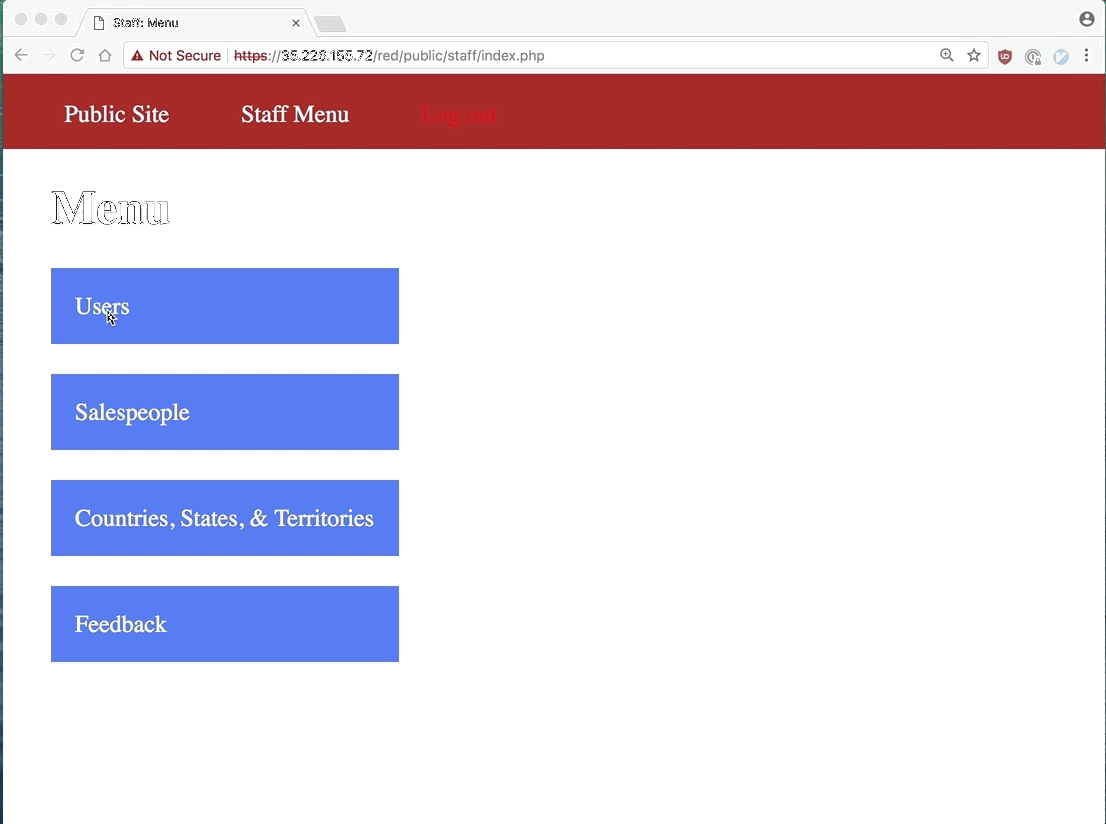 Staff: Menu
Not Secure https://35.226.155.72/red/public/staff/index.php
Public Site Staff Menu Log out
Menu
Users
Salespeople
Countries, States, & Territories
Feedback